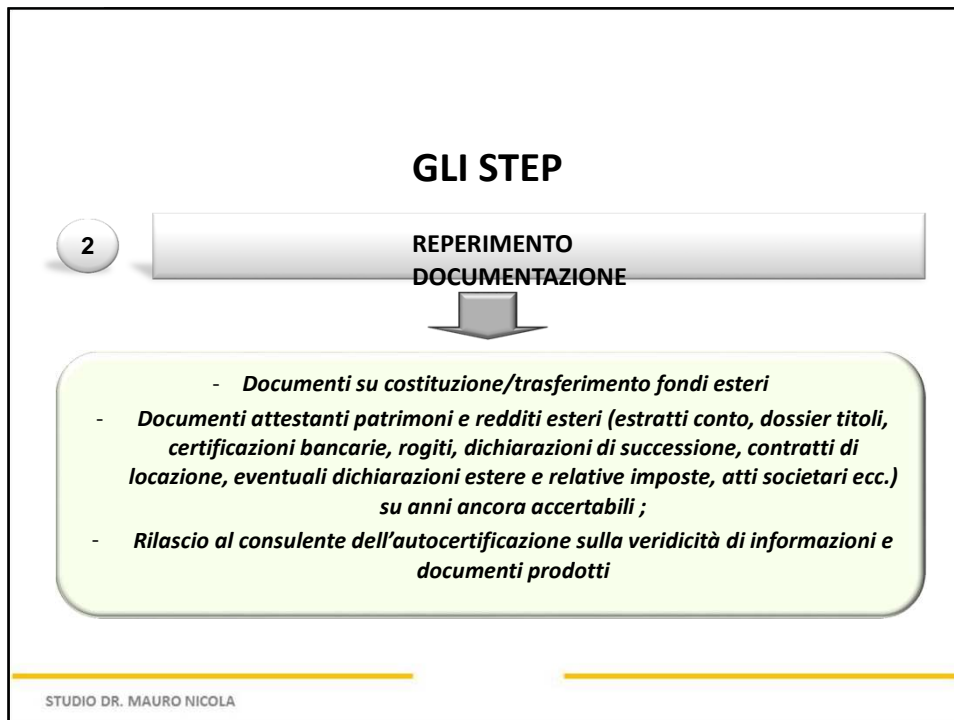 GLI STEP
2
REPERIMENTO
DOCUMENTAZIONE
- Documenti su costituzione/trasferimento fondi esteri
- Documenti attestanti patrimoni e redditi esteri (estratti conto, dossier titoli,
certificazioni bancarie, rogiti, dichiarazioni di successione, contratti di
locazione, eventuali dichiarazioni estere e relative imposte, atti societari ecc.)
su anni ancora accertabili ;
- Rilascio al consulente dell'autocertificazione sulla veridicità di informazioni e
documenti prodotti
STUDIO DR. MAURO NICOLA